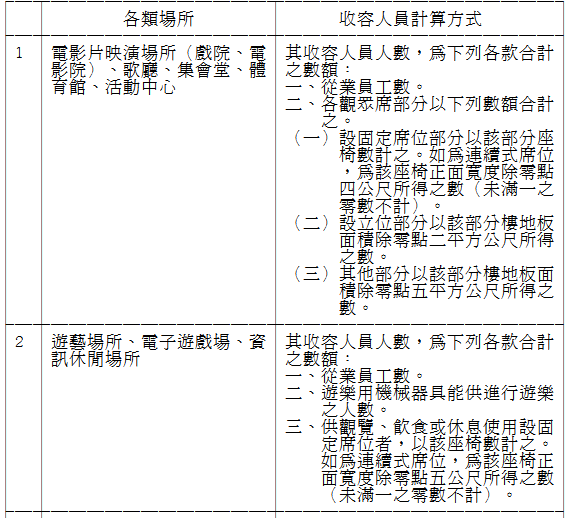 各類場所 收容人員計算方式
1 電影片映演場所（戲院、電 其收容人員人數，為下列各款合計
影院）、歌廳、集會堂、體 之數額：
育館、活動中心 一、從業員工數。
二、各觀眾席部分以下列數額合計
之。
（一）設固定席位部分以該部分座
椅數計之。如為連續式席位
，為該座椅正面寬度除零點
四公尺所得之數（未滿一之
零數不計）。
（二）設立位部分以該部分樓地板
面積除零點二平方公尺所得
之數。
（三）其他部分以該部分樓地板面
積除零點五平方公尺所得之
數。
2 遊藝場所、電子遊戲場、資 其收容人員人數，為下列各款合計
訊休閒場所 之數額：
一、從業員工數。
二、遊樂用機械器具能供進行遊樂
之人數。
三、供觀覽、飲食或休息使用設固
定席位者，以該座椅數計之。
如為連續式席位，為該座椅正
面寬度除零點五公尺所得之數
（未滿一之零數不計）。